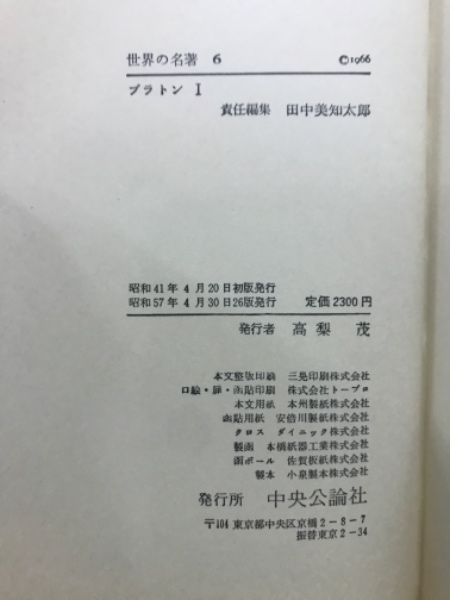 世界の名著 6 ©1966
プラトン I
責任編集 田中美知太郎
昭和41年4月20日初版発行
昭和57年4月30日26版発行 定価2300円
発行者 高梨 茂
本文整版印刷 三晃印刷株式会社
口絵・扉・函貼印刷 株式会社トープロ
本文用紙 本州製紙株式会社
函貼用紙 安倍川製紙株式会社
クロス ダイニック株式会社
製函 本橋紙器工業株式会社
函ボール 佐賀板紙株式会社
製本 小泉製本株式会社
発行所 中央公論社
〒104 東京都中央区京橋2-8-7
振替東京2-34